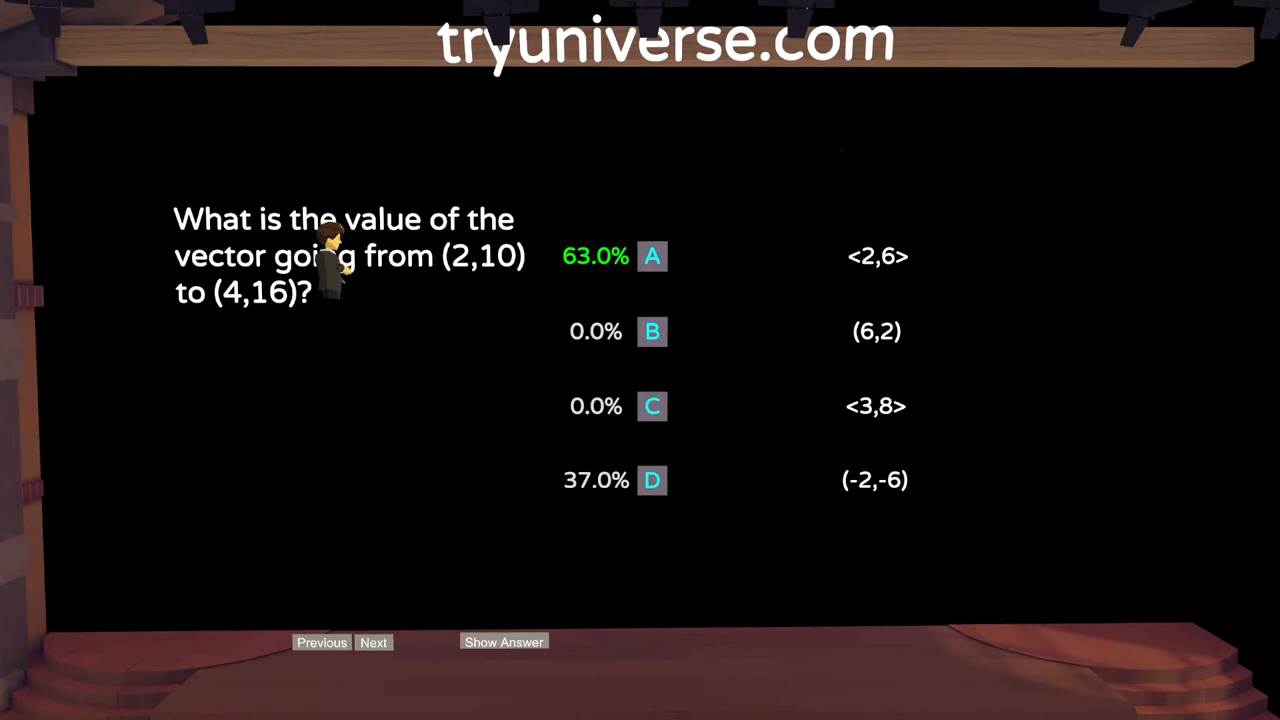 tryuniverse.com
What is the value of the
vector going from (2,10)
to (4,16)?
63.0% A <2,6>
0.0% B (6,2)
0.0% C <3,8>
37.0% D (-2,-6)
Previous Next Show Answer